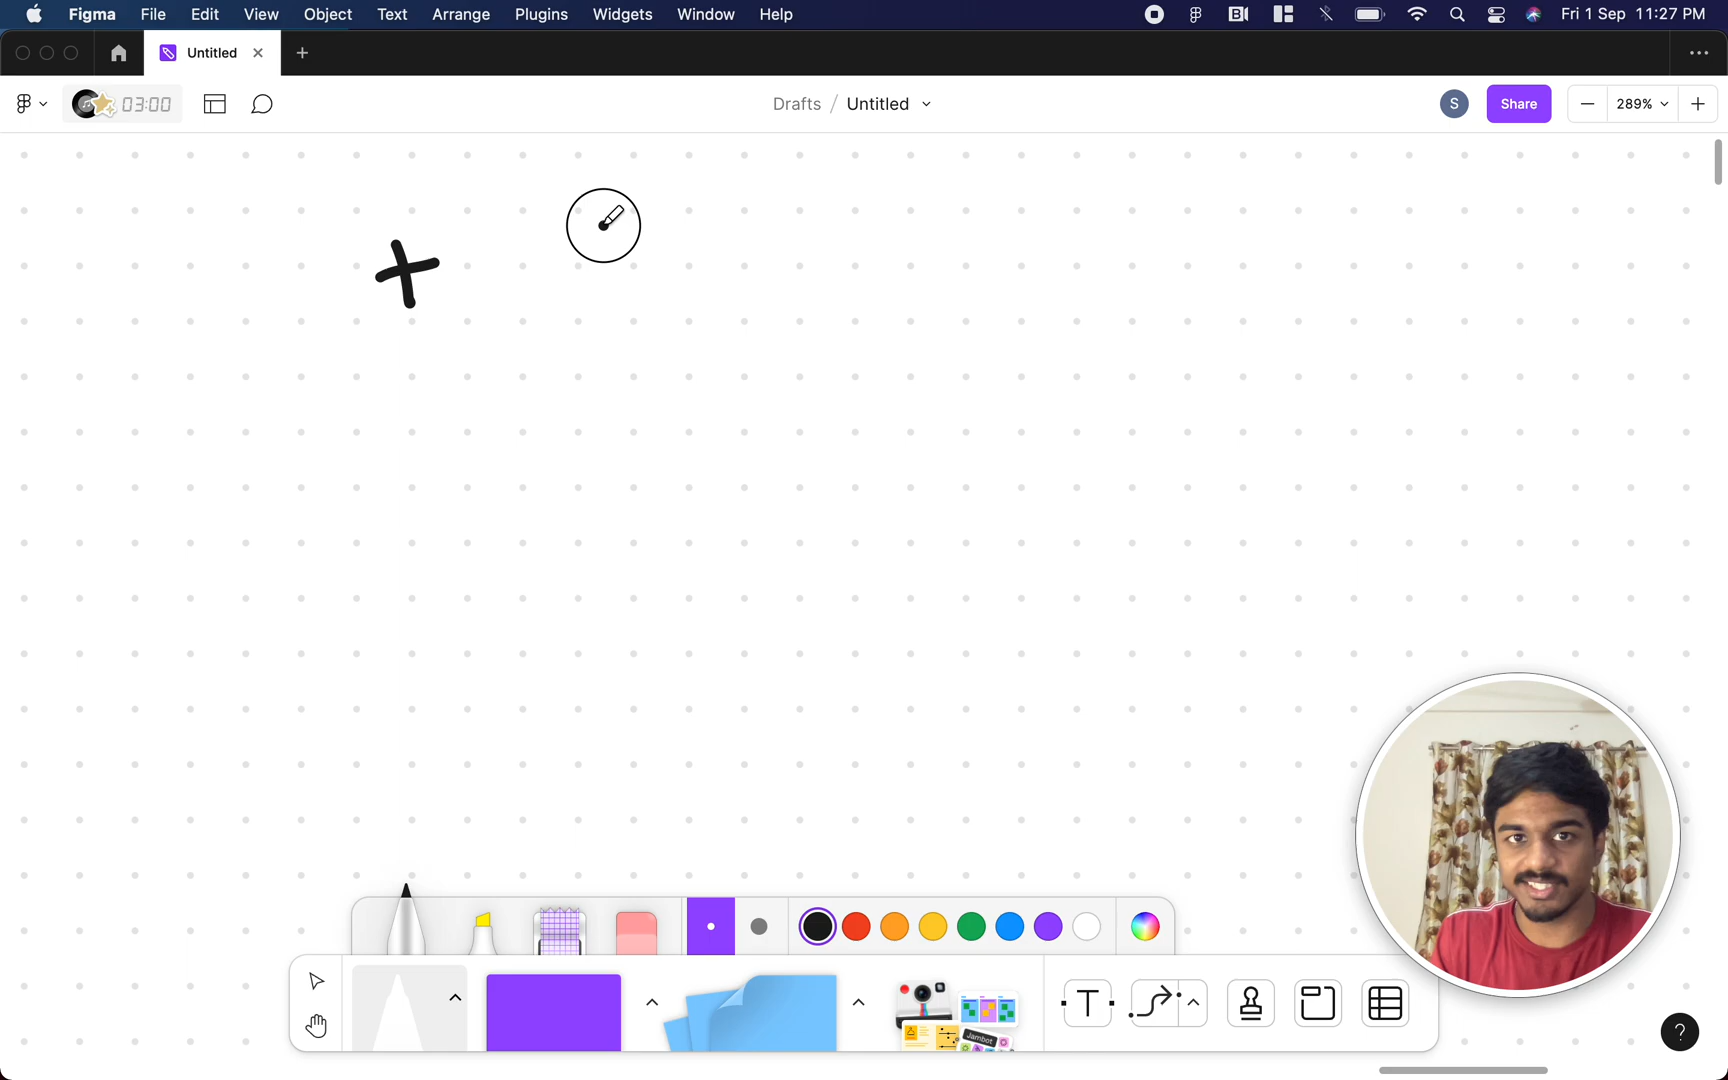 Figma File Edit View Object Text Arrange Plugins Widgets Window Help Fri 1 Sep 11:27 PM
Untitled
03:00 Drafts / Untitled S Share 289%
+
T
Jambot
?